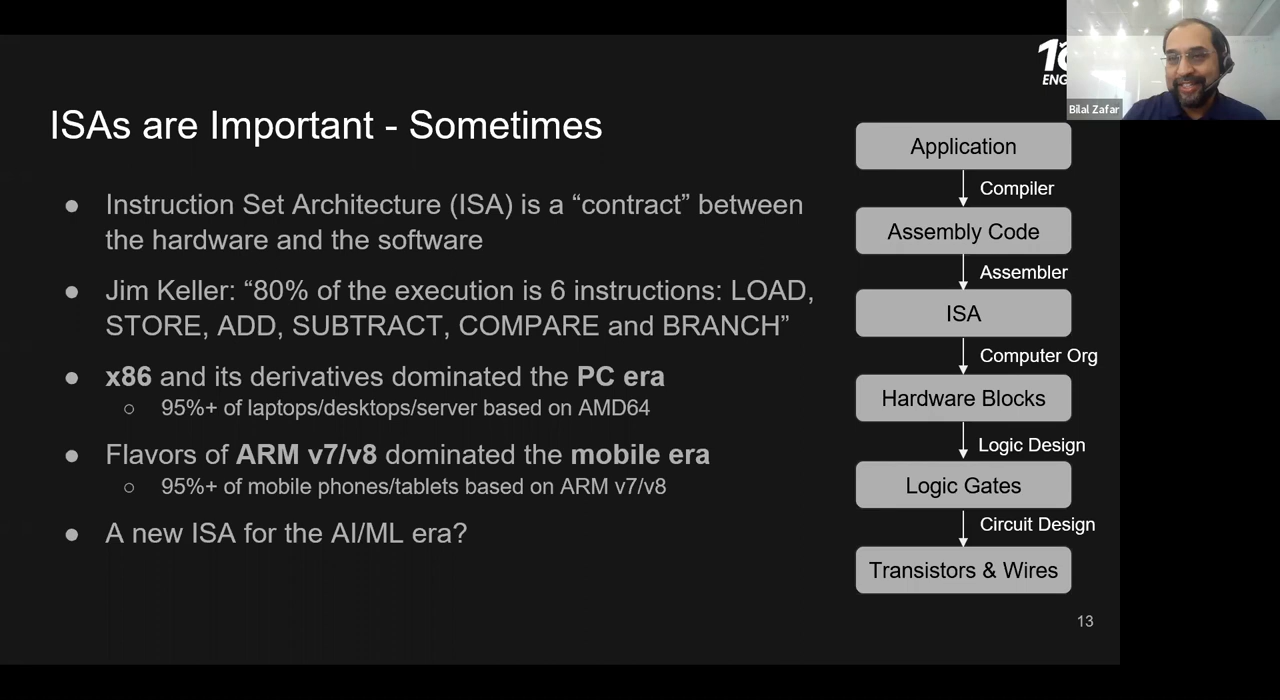 ISAs are Important - Sometimes
● Instruction Set Architecture (ISA) is a “contract” between
the hardware and the software
● Jim Keller: “80% of the execution is 6 instructions: LOAD,
STORE, ADD, SUBTRACT, COMPARE and BRANCH”
● x86 and its derivatives dominated the PC era
○ 95%+ of laptops/desktops/server based on AMD64
● Flavors of ARM v7/v8 dominated the mobile era
○ 95%+ of mobile phones/tablets based on ARM v7/v8
● A new ISA for the AI/ML era?
Application
Compiler
Assembly Code
Assembler
ISA
Computer Org
Hardware Blocks
Logic Design
Logic Gates
Circuit Design
Transistors & Wires
13
Bilal Zafar